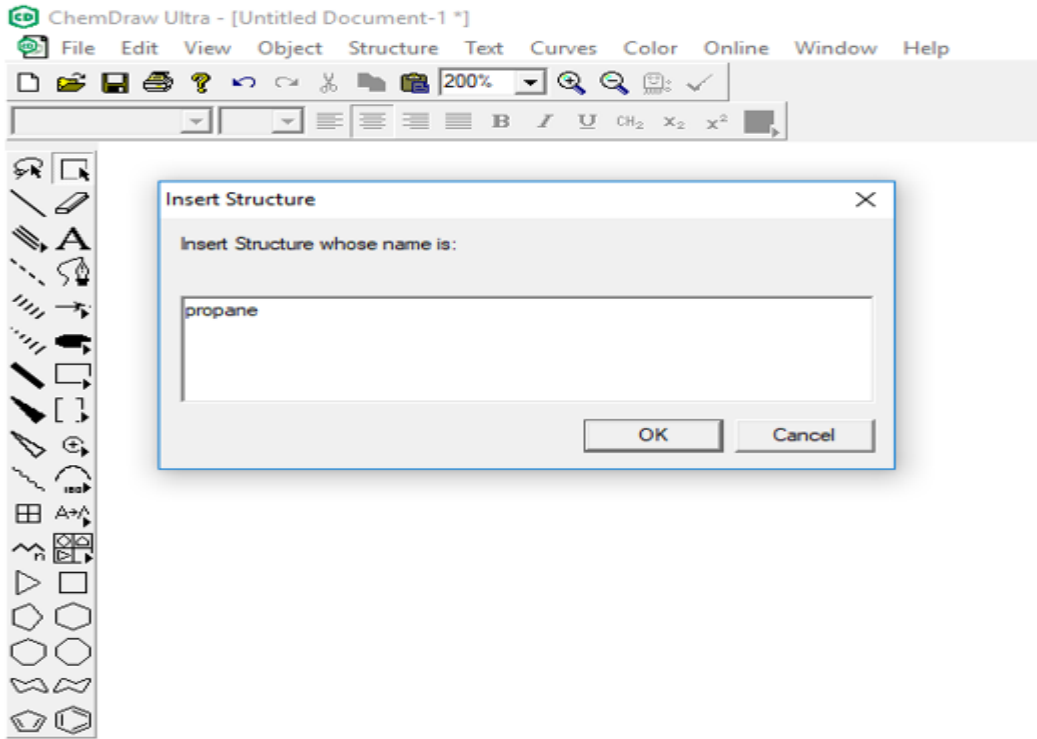 ChemDraw Ultra - [Untitled Document-1 *]
File Edit View Object Structure Text Curves Color Online Window Help
200%
B I U CH₂ X₂ X²
Insert Structure
Insert Structure whose name is:
propane
OK Cancel
A